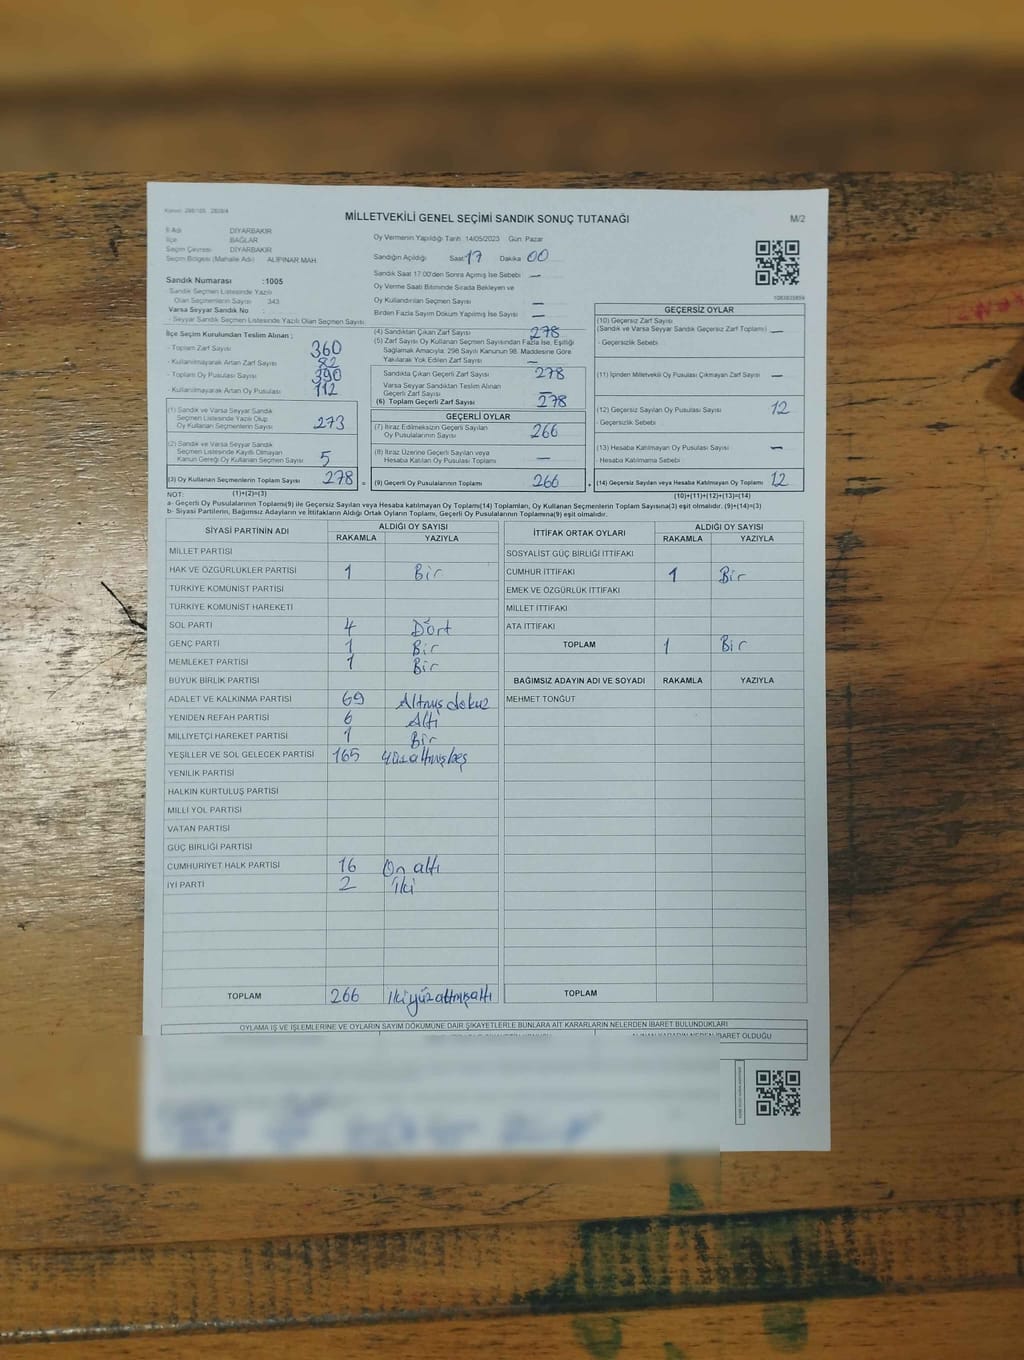 MİLLETVEKİLİ GENEL SEÇİMİ SANDIK SONUÇ TUTANAĞI
M/2
İl Adı DİYARBAKIR
İlçe BAĞLAR
Seçim Çevresi DİYARBAKIR
Seçim Bölgesi (Mahalle Adı) ALİPINAR MAH.
Sandık Numarası :1005
Sandık Seçmen Listesinde Yazılı
Olan Seçmenlerin Sayısı 343
Varsa Seyyar Sandık No :
- Seyyar Sandık Seçmen Listesinde Yazılı Olan Seçmen Sayısı
İlçe Seçim Kurulundan Teslim Alınan ;
- Toplam Zarf Sayısı 360
- Kullanılmayarak Artan Zarf Sayısı 82
- Toplam Oy Pusulası Sayısı 390
- Kullanılmayarak Artan Oy Pusulası 112
(1) Sandık ve Varsa Seyyar Sandık
Seçmen Listesinde Yazılı Olup
Oy Kullanan Seçmenlerin Sayısı 273
(2) Sandık ve Varsa Seyyar Sandık
Seçmen Listesinde Kayıtlı Olmayan
Kanun Gereği Oy Kullanan Seçmen Sayısı 5
(3) Oy Kullanan Seçmenlerin Toplam Sayısı 278 =
(1)+(2)=(3)
Oy Vermenin Yapıldığı Tarih :14/05/2023 Gün: Pazar
Sandığın Açıldığı Saat 17 Dakika 00
Sandık Saat 17.00'den Sonra Açılmış İse Sebebi —
Oy Verme Saati Bitiminde Sırada Bekleyen ve
Oy Kullandırılan Seçmen Sayısı —
Birden Fazla Sayım Döküm Yapılmış İse Sayısı —
(4) Sandıktan Çıkan Zarf Sayısı 278
(5) Zarf Sayısı Oy Kullanan Seçmen Sayısından Fazla İse, Eşitliği
Sağlamak Amacıyla; 298 Sayılı Kanunun 98. Maddesine Göre
Yakılarak Yok Edilen Zarf Sayısı —
Sandıkta Çıkan Geçerli Zarf Sayısı 278
Varsa Seyyar Sandıktan Teslim Alınan
Geçerli Zarf Sayısı —
(6) Toplam Geçerli Zarf Sayısı 278
GEÇERLİ OYLAR
(7) İtiraz Edilmeksizin Geçerli Sayılan
Oy Pusulalarının Sayısı 266
(8) İtiraz Üzerine Geçerli Sayılan veya
Hesaba Katılan Oy Pusulası Toplamı —
(9) Geçerli Oy Pusulalarının Toplamı 266 +
GEÇERSİZ OYLAR
(10) Geçersiz Zarf Sayısı
(Sandık ve Varsa Seyyar Sandık Geçersiz Zarf Toplamı) —
- Geçersizlik Sebebi :
(11) İçinden Milletvekili Oy Pusulası Çıkmayan Zarf Sayısı —
(12) Geçersiz Sayılan Oy Pusulası Sayısı 12
- Geçersizlik Sebebi :
(13) Hesaba Katılmayan Oy Pusulası Sayısı —
- Hesaba Katılmama Sebebi :
(14) Geçersiz Sayılan veya Hesaba Katılmayan Oy Toplamı 12
(10)+(11)+(12)+(13)=(14)
NOT:
a- Geçerli Oy Pusulalarının Toplamı(9) ile Geçersiz Sayılan veya Hesaba Katılmayan Oy Toplamı(14) Toplamları, Oy Kullanan Seçmenlerin Toplam Sayısına(3) eşit olmalıdır. (9)+(14)=(3)
b- Siyasi Partilerin, Bağımsız Adayların ve İttifakların Aldığı Ortak Oyların Toplamı, Geçerli Oy Pusulalarının Toplamına(9) eşit olmalıdır.
SİYASİ PARTİNİN ADI ALDIĞI OY SAYISI
RAKAMLA YAZIYLA
MİLLET PARTİSİ
HAK VE ÖZGÜRLÜKLER PARTİSİ 1 Bir
TÜRKİYE KOMÜNİST PARTİSİ
TÜRKİYE KOMÜNİST HAREKETİ
SOL PARTİ 4 Dört
GENÇ PARTİ 1 Bir
MEMLEKET PARTİSİ 1 Bir
BÜYÜK BİRLİK PARTİSİ
ADALET VE KALKINMA PARTİSİ 69 Altmış dokuz
YENİDEN REFAH PARTİSİ 6 Altı
MİLLİYETÇİ HAREKET PARTİSİ 1 Bir
YEŞİLLER VE SOL GELECEK PARTİSİ 165 yüzaltmışbeş
YENİLİK PARTİSİ
HALKIN KURTULUŞ PARTİSİ
MİLLİ YOL PARTİSİ
VATAN PARTİSİ
GÜÇ BİRLİĞİ PARTİSİ
CUMHURİYET HALK PARTİSİ 16 On altı
İYİ PARTİ 2 İki
TOPLAM 266 ikiyüzaltmışaltı
İTTİFAK ORTAK OYLARI ALDIĞI OY SAYISI
RAKAMLA YAZIYLA
SOSYALİST GÜÇ BİRLİĞİ İTTİFAKI
CUMHUR İTTİFAKI 1 Bir
EMEK VE ÖZGÜRLÜK İTTİFAKI
MİLLET İTTİFAKI
ATA İTTİFAKI
TOPLAM 1 Bir
BAĞIMSIZ ADAYIN ADI VE SOYADI RAKAMLA YAZIYLA
MEHMET TONĞUT
TOPLAM
OYLAMA İŞ VE İŞLEMLERİNE VE OYLARIN SAYIM DÖKÜMÜNE DAİR ŞİKAYETLERLE BUNLARA AİT KARARLARIN NELERDEN İBARET BULUNDUKLARI
ALINAN KARARIN NEDEN İBARET OLDUĞU